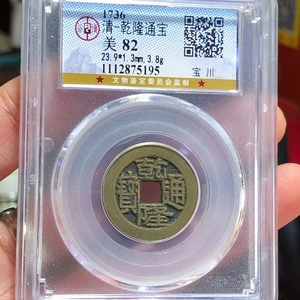 1736
清-乾隆通宝
美 82
23.9*1.3mm, 3.8g
1112875195
宝 川
★★★★ 文物鉴定委员会监制 ★★★★
乾隆通寶